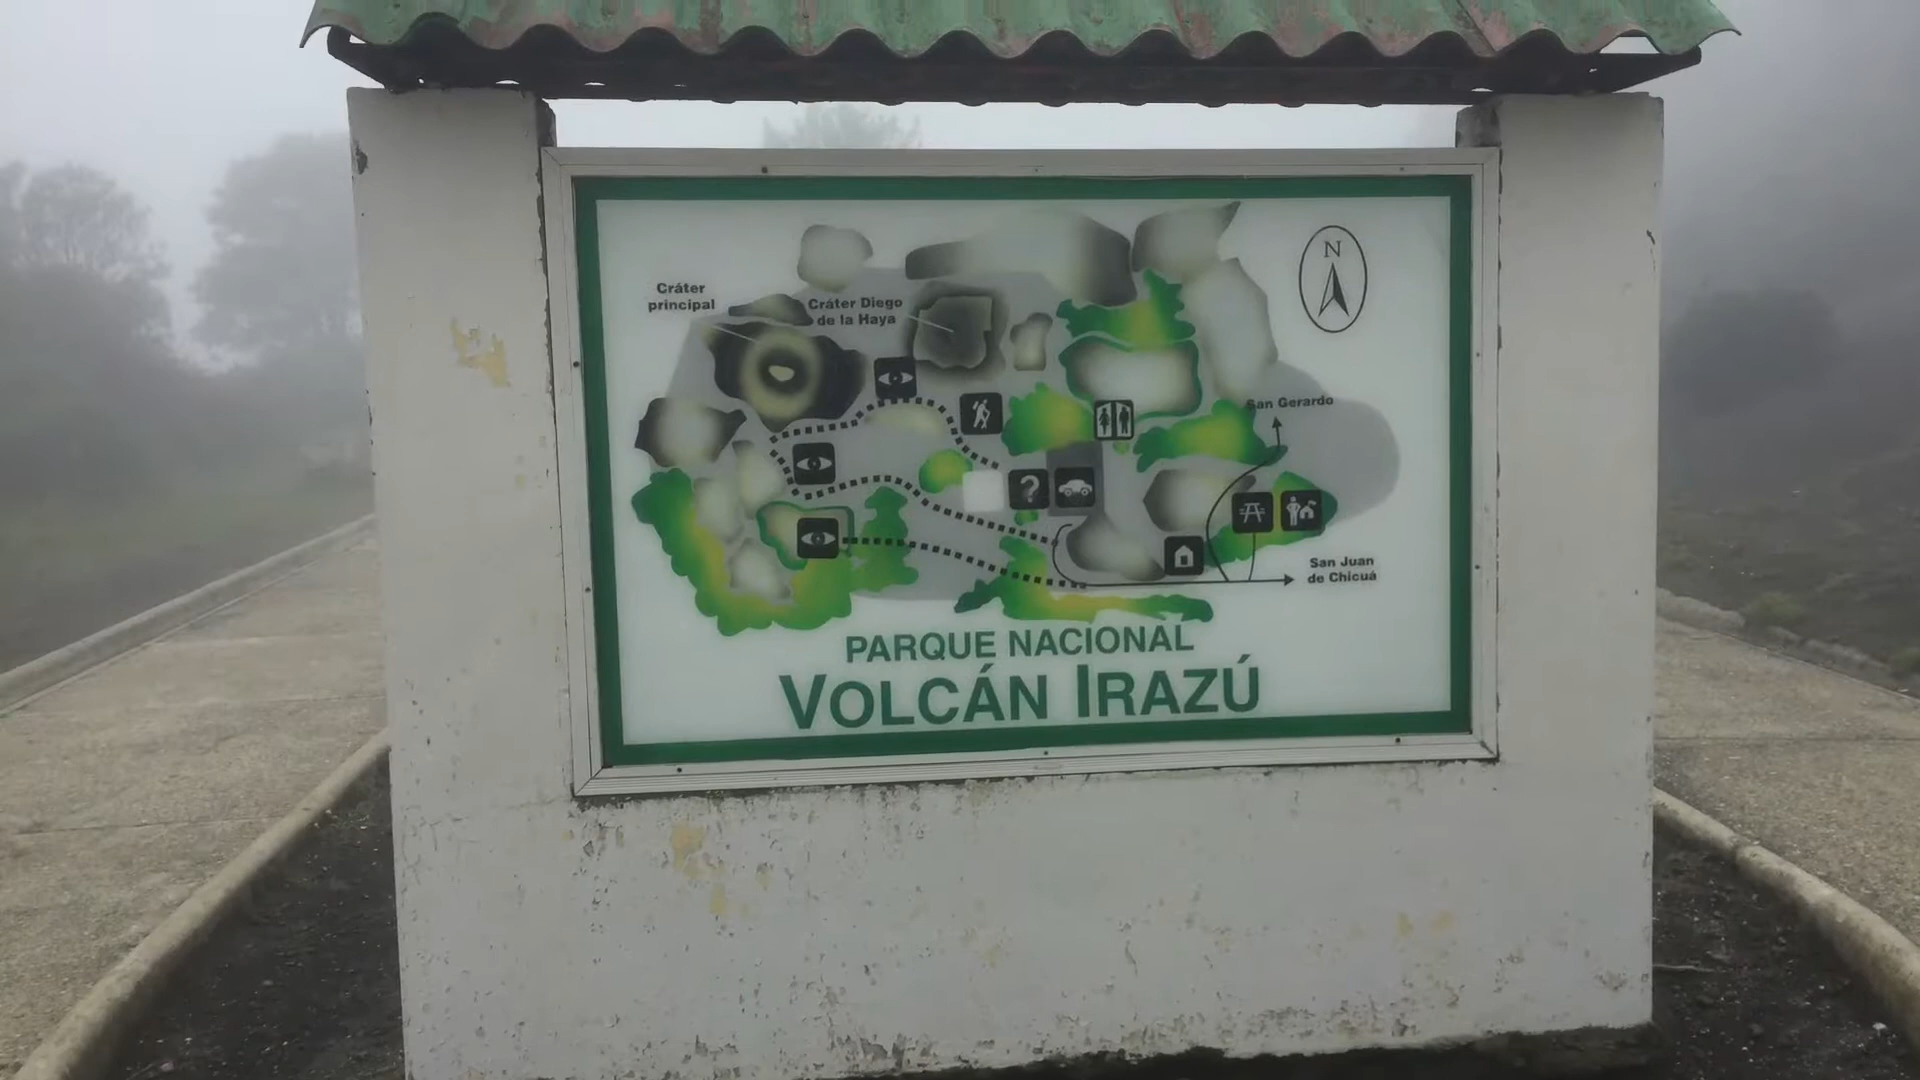 N
Cráter
principal
Cráter Diego
de la Haya
San Gerardo
?
San Juan
de Chicuá
PARQUE NACIONAL
VOLCÁN IRAZÚ